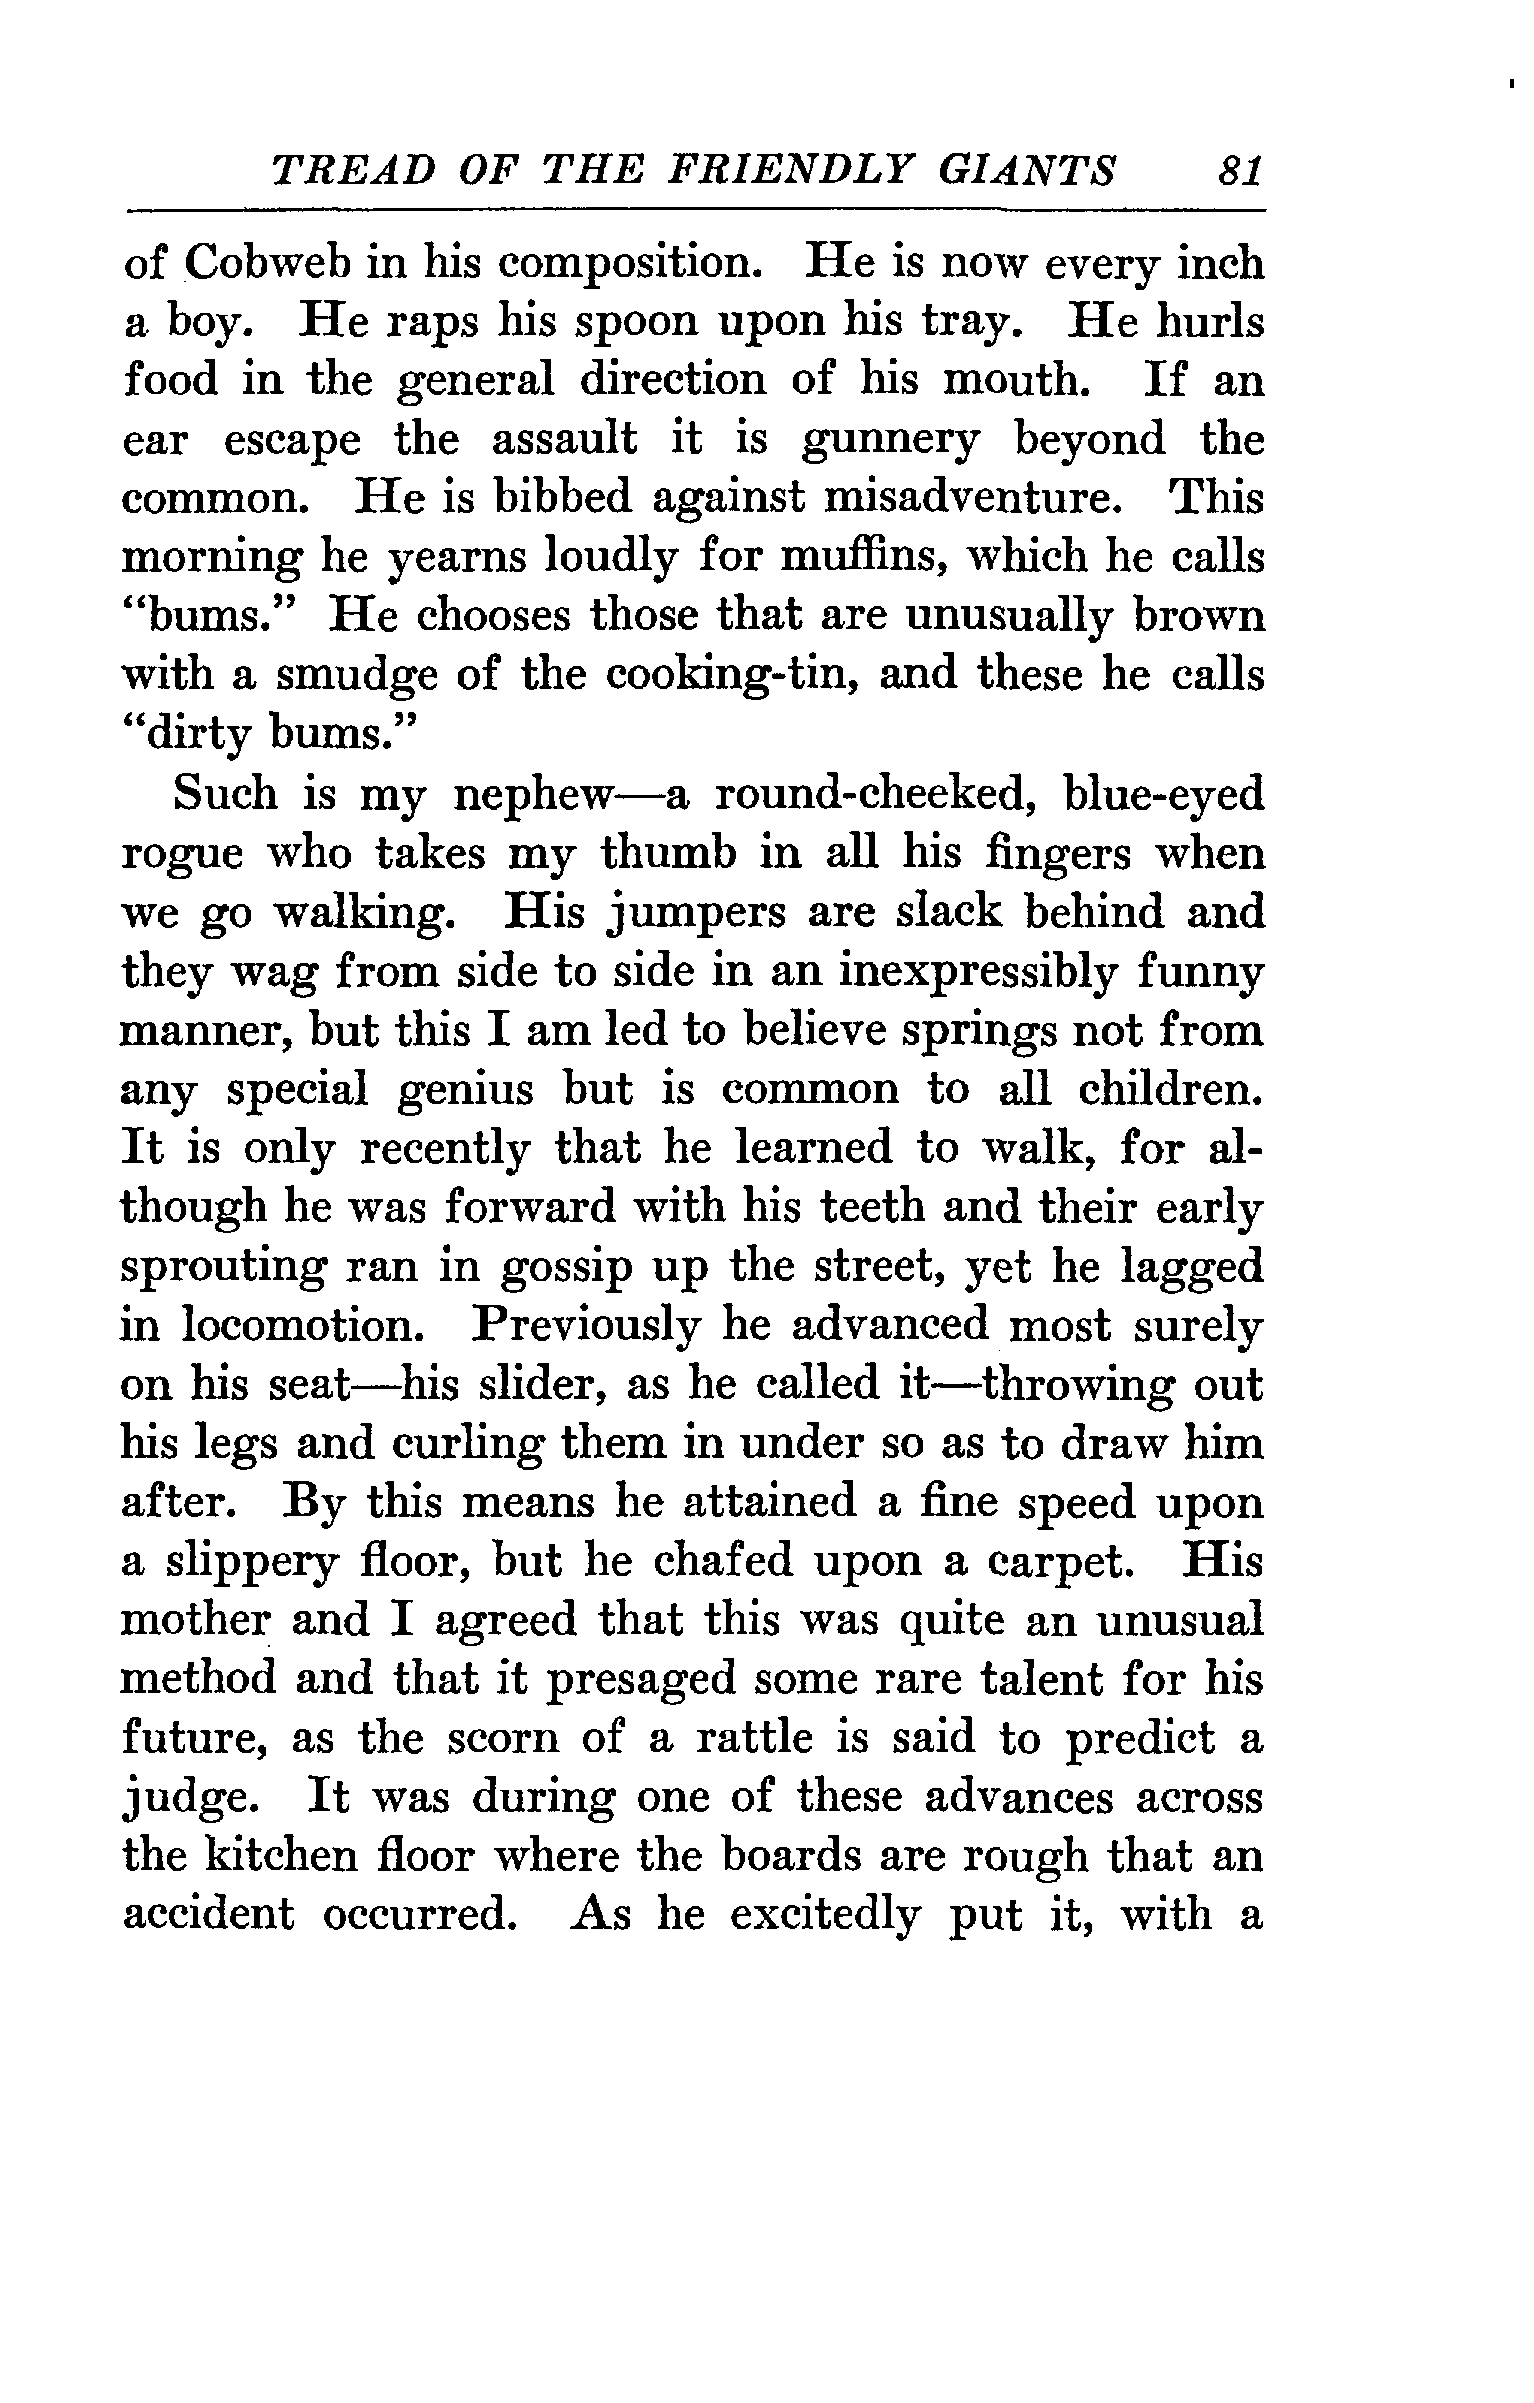 TREAD OF THE FRIENDLY GIANTS 81
of Cobweb in his composition. He is now every inch
a boy. He raps his spoon upon his tray. He hurls
food in the general direction of his mouth. If an
ear escape the assault it is gunnery beyond the
common. He is bibbed against misadventure. This
morning he yearns loudly for muffins, which he calls
“bums.” He chooses those that are unusually brown
with a smudge of the cooking-tin, and these he calls
“dirty bums.”
Such is my nephew—a round-cheeked, blue-eyed
rogue who takes my thumb in all his fingers when
we go walking. His jumpers are slack behind and
they wag from side to side in an inexpressibly funny
manner, but this I am led to believe springs not from
any special genius but is common to all children.
It is only recently that he learned to walk, for al-
though he was forward with his teeth and their early
sprouting ran in gossip up the street, yet he lagged
in locomotion. Previously he advanced most surely
on his seat—his slider, as he called it—throwing out
his legs and curling them in under so as to draw him
after. By this means he attained a fine speed upon
a slippery floor, but he chafed upon a carpet. His
mother and I agreed that this was quite an unusual
method and that it presaged some rare talent for his
future, as the scorn of a rattle is said to predict a
judge. It was during one of these advances across
the kitchen floor where the boards are rough that an
accident occurred. As he excitedly put it, with a